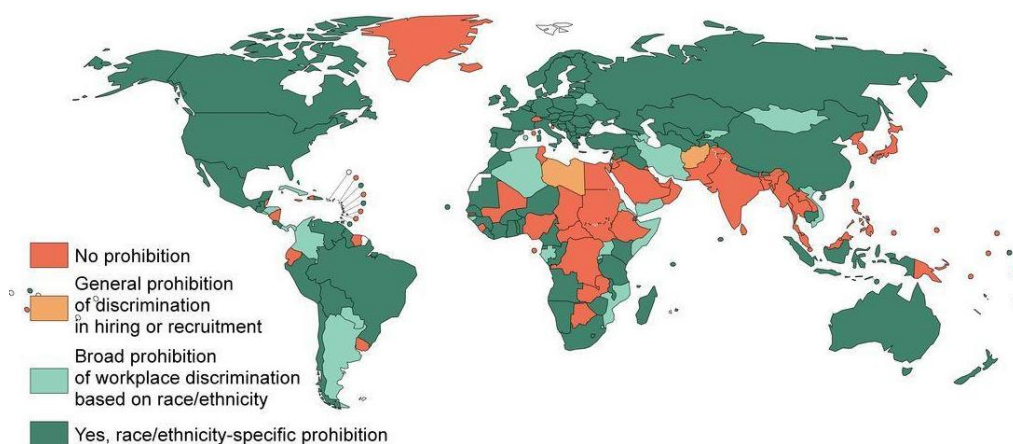 No prohibition
General prohibition
of discrimination
in hiring or recruitment
Broad prohibition
of workplace discrimination
based on race/ethnicity
Yes, race/ethnicity-specific prohibition